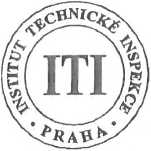 INSTITUT TECHNICKÉ INSPEKCE
ITI
• PRAHA •